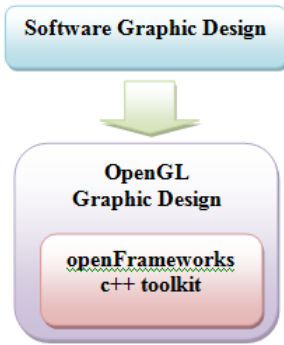 Software Graphic Design
OpenGL
Graphic Design
openFrameworks
c++ toolkit